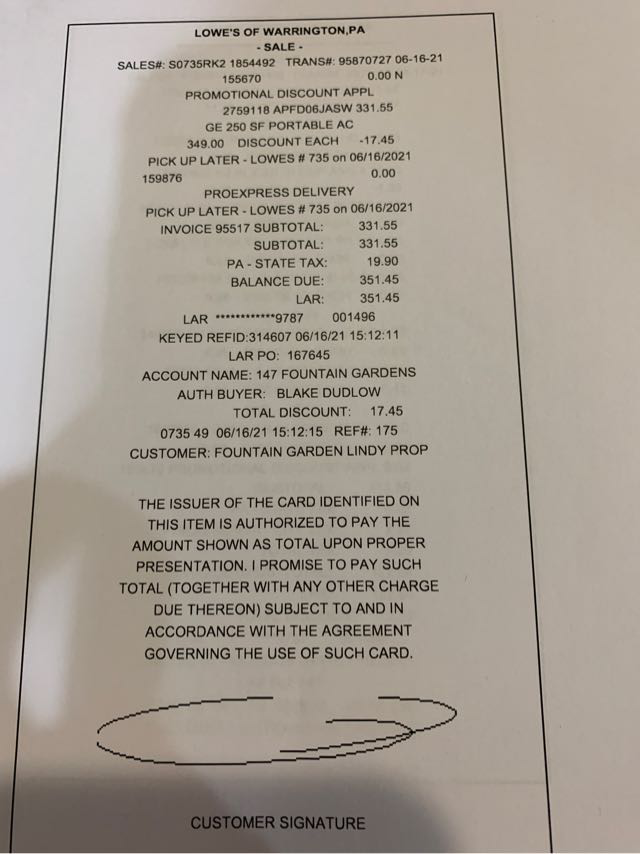 LOWE'S OF WARRINGTON,PA
- SALE -
SALES#: S0735RK2 1854492 TRANS#: 95870727 06-16-21
155670 0.00 N
PROMOTIONAL DISCOUNT APPL
2759118 APFD06JASW 331.55
GE 250 SF PORTABLE AC
349.00 DISCOUNT EACH -17.45
PICK UP LATER - LOWES # 735 on 06/16/2021
159876 0.00
PROEXPRESS DELIVERY
PICK UP LATER - LOWES # 735 on 06/16/2021
INVOICE 95517 SUBTOTAL: 331.55
SUBTOTAL: 331.55
PA - STATE TAX: 19.90
BALANCE DUE: 351.45
LAR: 351.45
LAR ************9787 001496
KEYED REFID:314607 06/16/21 15:12:11
LAR PO: 167645
ACCOUNT NAME: 147 FOUNTAIN GARDENS
AUTH BUYER: BLAKE DUDLOW
TOTAL DISCOUNT: 17.45
0735 49 06/16/21 15:12:15 REF#: 175
CUSTOMER: FOUNTAIN GARDEN LINDY PROP
THE ISSUER OF THE CARD IDENTIFIED ON
THIS ITEM IS AUTHORIZED TO PAY THE
AMOUNT SHOWN AS TOTAL UPON PROPER
PRESENTATION. I PROMISE TO PAY SUCH
TOTAL (TOGETHER WITH ANY OTHER CHARGE
DUE THEREON) SUBJECT TO AND IN
ACCORDANCE WITH THE AGREEMENT
GOVERNING THE USE OF SUCH CARD.
CUSTOMER SIGNATURE